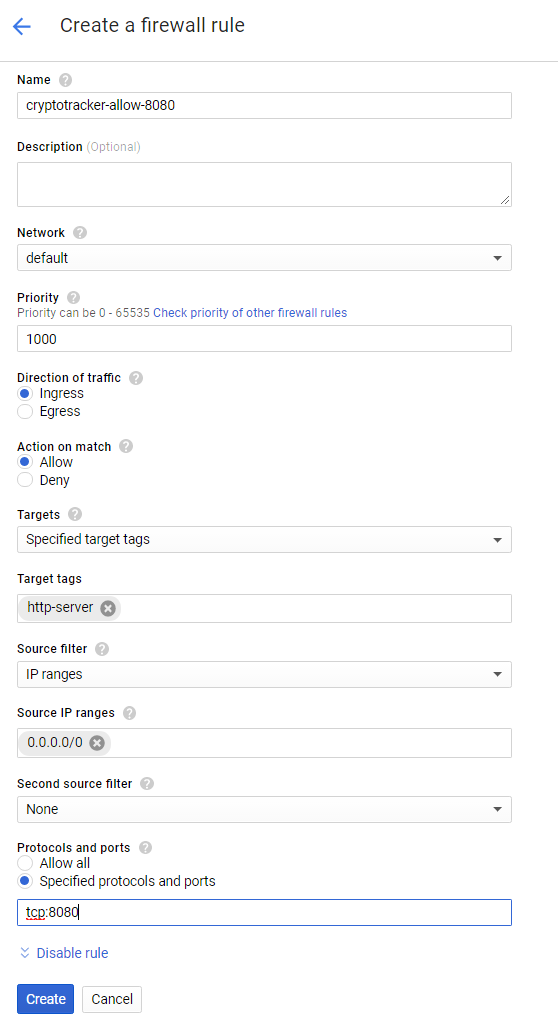 Create a firewall rule
Name
cryptotracker-allow-8080
Description (Optional)
Network
default
Priority
Priority can be 0 - 65535 Check priority of other firewall rules
1000
Direction of traffic
Ingress
Egress
Action on match
Allow
Deny
Targets
Specified target tags
Target tags
http-server
Source filter
IP ranges
Source IP ranges
0.0.0.0/0
Second source filter
None
Protocols and ports
Allow all
Specified protocols and ports
tcp:8080
Disable rule
Create Cancel